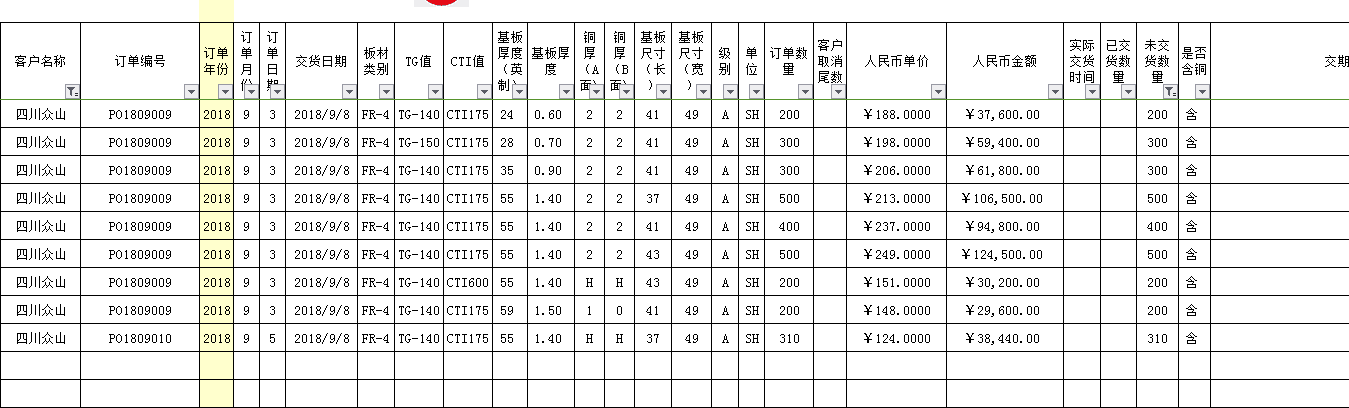 客户名称 订单编号 订单年份 订单月份 订单日期 交货日期 板材类别 TG值 CTI值 基板厚度（英制 基板厚度 铜厚（A面） 铜厚（B面） 基板尺寸（长） 基板尺寸（宽） 级别 单位 订单数量 客户取消尾数 人民币单价 人民币金额 实际交货时间 已交货数量 未交货数量 是否含铜 交期
四川众山 PO1809009 2018 9 3 2018/9/8 FR-4 TG-140 CTI175 24 0.60 2 2 41 49 A SH 200 ￥188.0000 ￥37,600.00 200 含
四川众山 PO1809009 2018 9 3 2018/9/8 FR-4 TG-150 CTI175 28 0.70 2 2 41 49 A SH 300 ￥198.0000 ￥59,400.00 300 含
四川众山 PO1809009 2018 9 3 2018/9/8 FR-4 TG-140 CTI175 35 0.90 2 2 41 49 A SH 300 ￥206.0000 ￥61,800.00 300 含
四川众山 PO1809009 2018 9 3 2018/9/8 FR-4 TG-140 CTI175 55 1.40 2 2 37 49 A SH 500 ￥213.0000 ￥106,500.00 500 含
四川众山 PO1809009 2018 9 3 2018/9/8 FR-4 TG-140 CTI175 55 1.40 2 2 41 49 A SH 400 ￥237.0000 ￥94,800.00 400 含
四川众山 PO1809009 2018 9 3 2018/9/8 FR-4 TG-140 CTI175 55 1.40 2 2 43 49 A SH 500 ￥249.0000 ￥124,500.00 500 含
四川众山 PO1809009 2018 9 3 2018/9/8 FR-4 TG-140 CTI600 55 1.40 H H 43 49 A SH 200 ￥151.0000 ￥30,200.00 200 含
四川众山 PO1809009 2018 9 3 2018/9/8 FR-4 TG-140 CTI175 59 1.50 1 0 41 49 A SH 200 ￥148.0000 ￥29,600.00 200 含
四川众山 PO1809010 2018 9 5 2018/9/8 FR-4 TG-140 CTI175 55 1.40 H H 37 49 A SH 310 ￥124.0000 ￥38,440.00 310 含